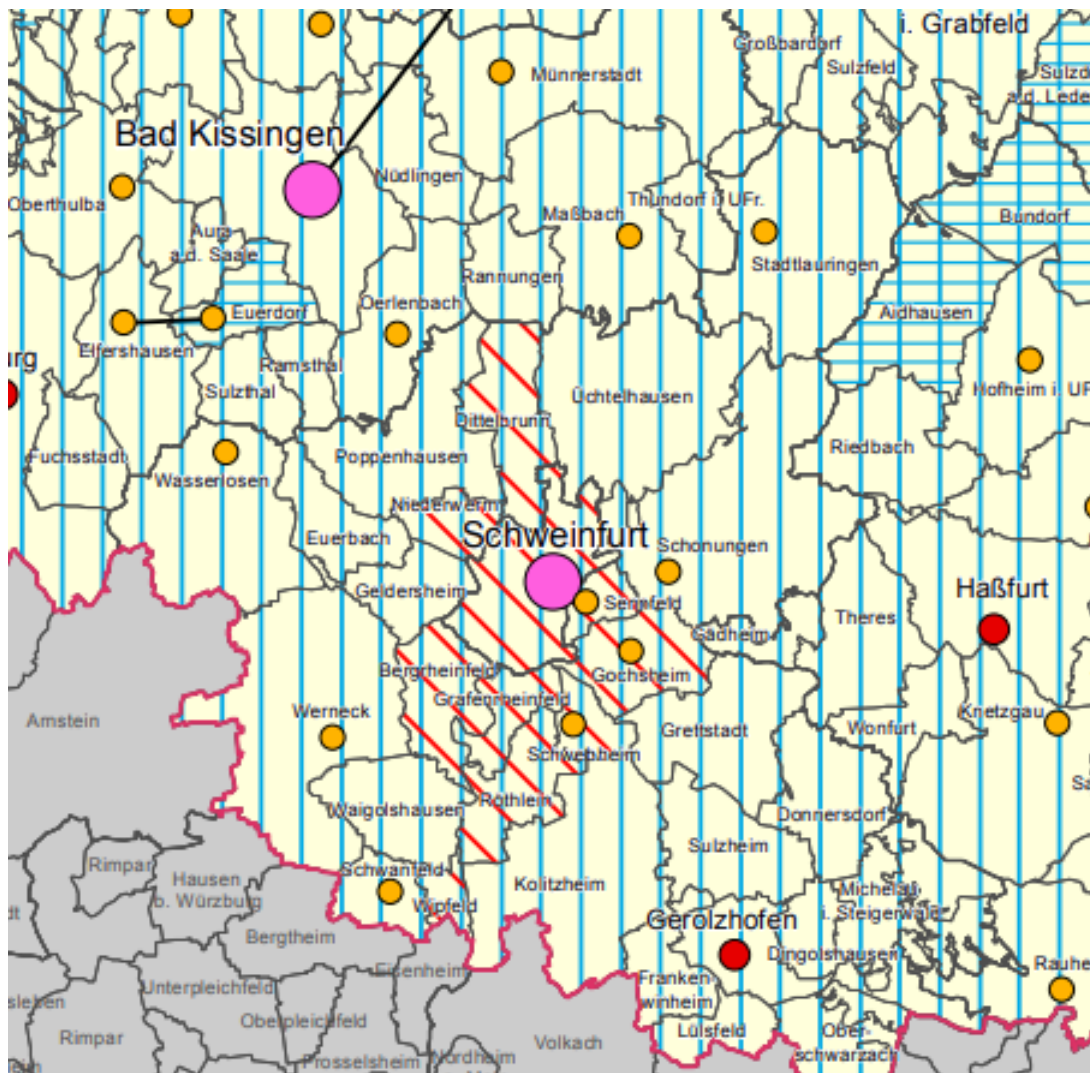 i. Grabfeld
Großbardorf
Sulzfeld
Münnerstadt
a.d. Lede
Bad Kissingen
Nüdlingen
Oberthulba
Maßbach
Thundorf i. UFr.
Bundorf
Aura
a.d. Saale
Stadtlauringen
Rannungen
Oerlenbach
Euerdorf
Aidhausen
Elfershausen
Ramsthal
Sulzthal
Üchtelhausen
Hofheim i. UF
Dittelbrunn
Riedbach
Fuchsstadt
Poppenhausen
Wasserlosen
Niederwerrn
Schweinfurt
Euerbach
Schonungen
Geldersheim
Haßfurt
Sennfeld
Theres
Gädheim
Bergrheinfeld
Gochsheim
Grafenrheinfeld
Werneck
Knetzgau
Arnstein
Grettstadt
Wonfurt
Schwebheim
Röthlein
Waigolshausen
Donnersdorf
Sulzheim
Rimpar
Schwanfeld
Hausen
b. Würzburg
Kolitzheim
Michelau
i. Steigerwald
Wipfeld
Gerolzhofen
Bergtheim
Dingolshausen
Eisenheim
Rauhe
Franken
winheim
Unterpleichfeld
Oberpleichfeld
Lülsfeld
Ober-
schwarzach
Rimpar
Volkach
Nordheim
Prosselsheim